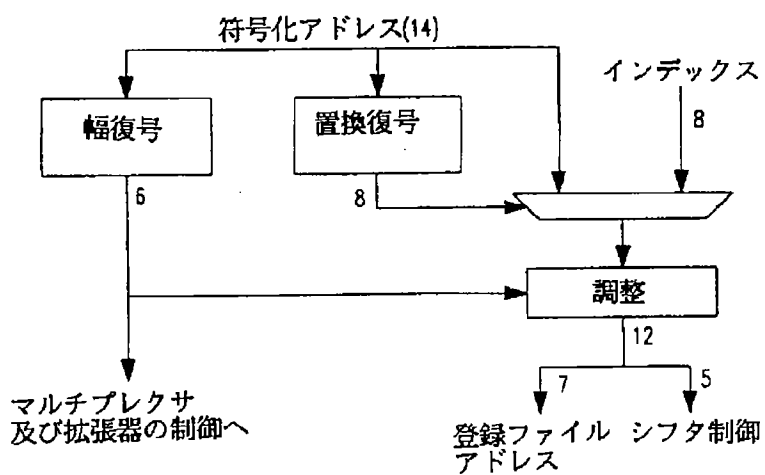 符号化アドレス(14)
インデックス
幅復号
置換復号
8
6
8
調整
12
7
5
マルチプレクサ
及び拡張器の制御へ
登録ファイル
アドレス
シフタ制御